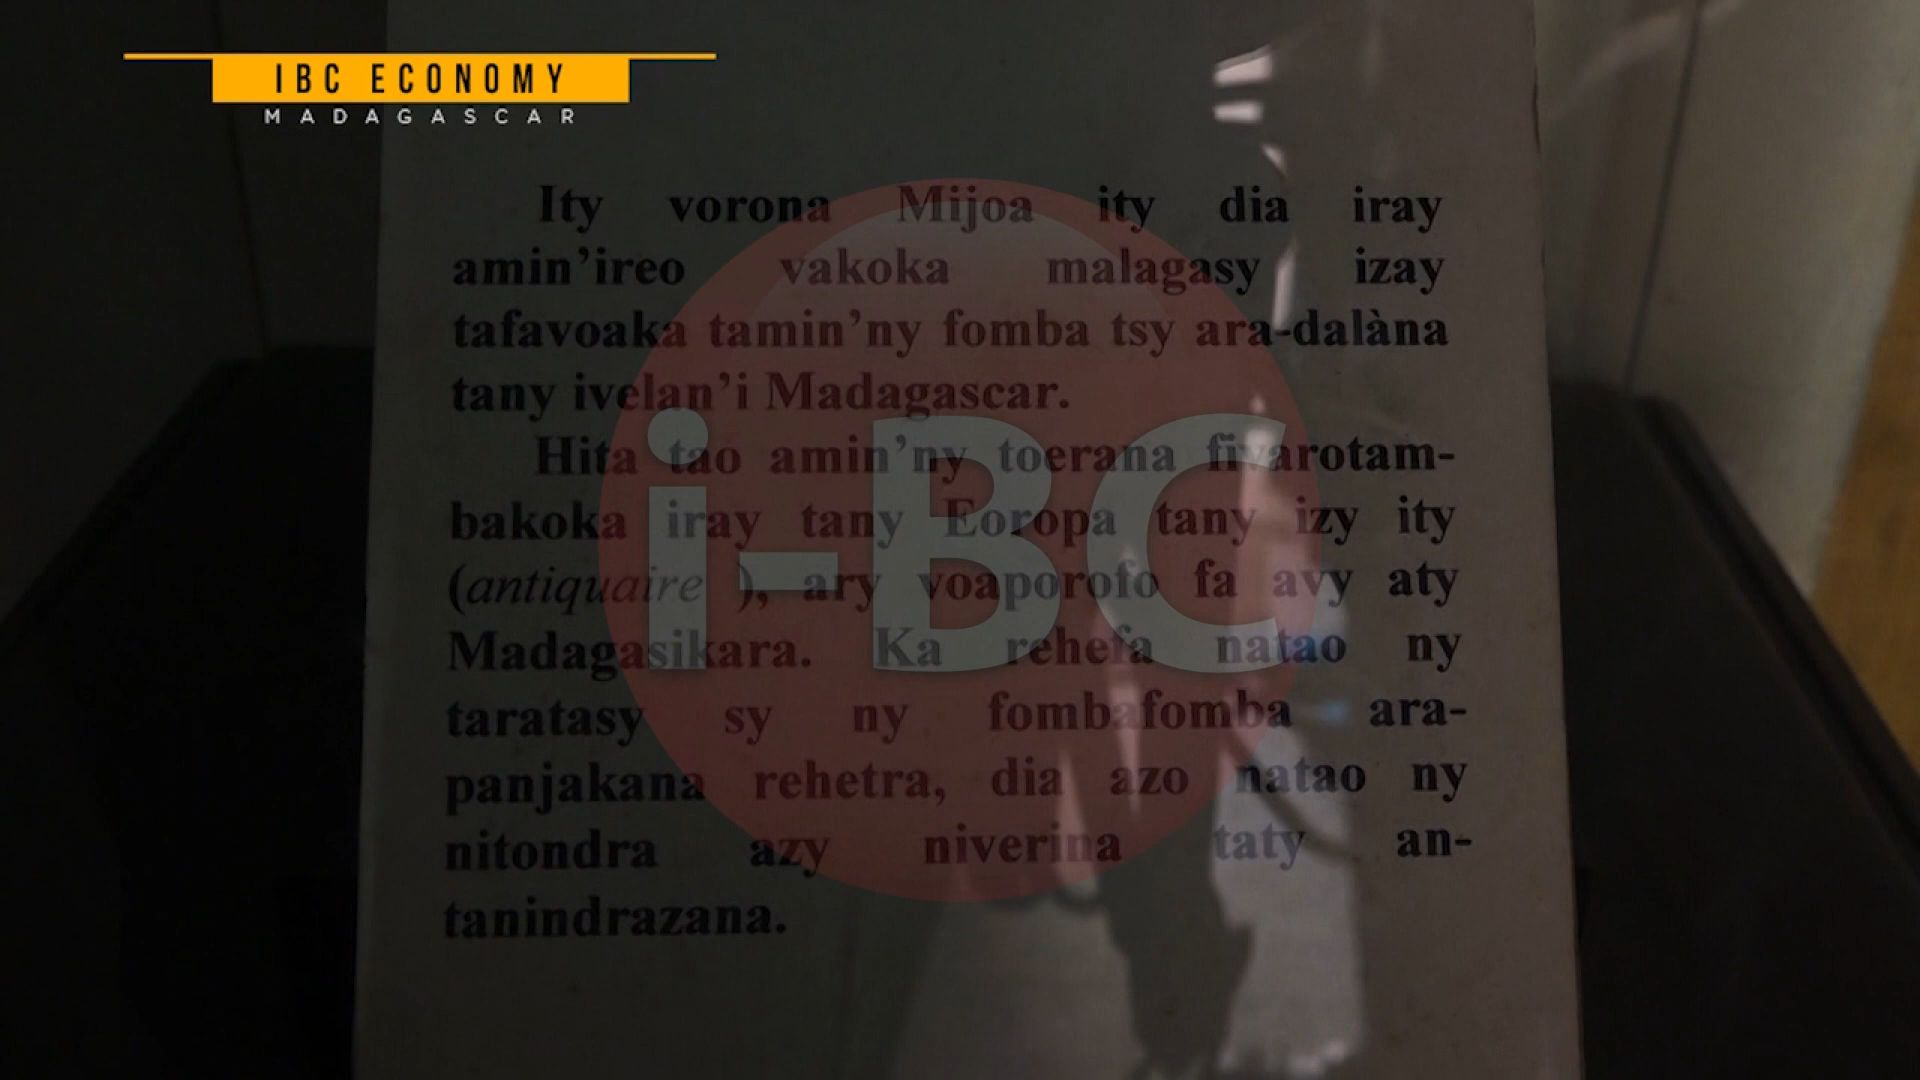 IBC ECONOMY
MADAGASCAR
Ity vorona Mijoa ity dia iray
amin’ireo vakoka malagasy izay
tafavoaka tamin’ny fomba tsy ara-dalàna
tany ivelan’i Madagascar.
Hita tao amin’ny toerana fivarotam-
bakoka iray tany Eoropa tany izy ity
(antiquaire ), ary voaporofo fa avy aty
Madagasikara. Ka rehefa natao ny
taratasy sy ny fombafomba ara-
panjakana rehetra, dia azo natao ny
nitondra azy niverina taty an-
tanindrazana.
i-BC